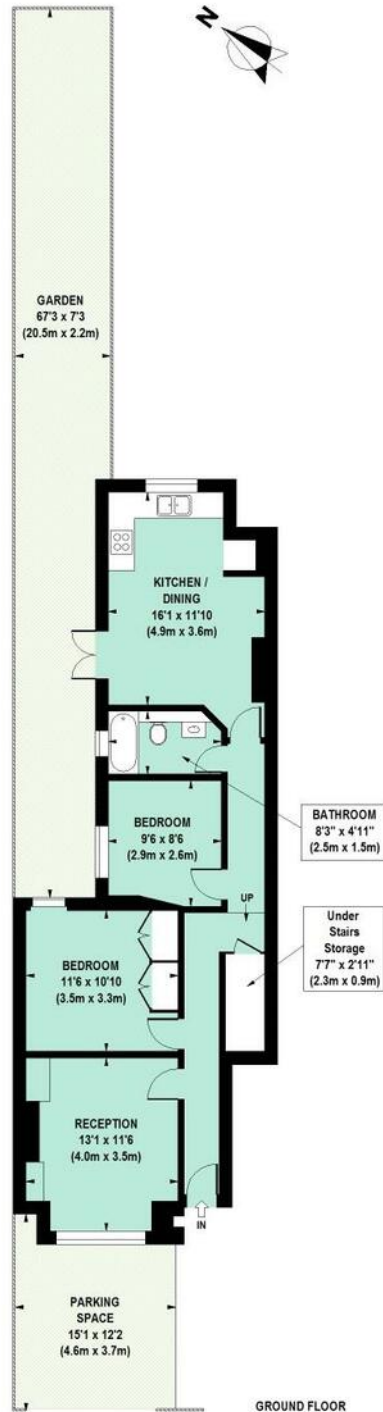 N
GARDEN
67'3 x 7'3
(20.5m x 2.2m)
KITCHEN /
DINING
16'1 x 11'10
(4.9m x 3.6m)
BATHROOM
8'3" x 4'11"
(2.5m x 1.5m)
BEDROOM
9'6 x 8'6
(2.9m x 2.6m)
UP
Under
Stairs
Storage
7'7" x 2'11"
(2.3m x 0.9m)
BEDROOM
11'6 x 10'10
(3.5m x 3.3m)
RECEPTION
13'1 x 11'6
(4.0m x 3.5m)
IN
PARKING
SPACE
15'1 x 12'2
(4.6m x 3.7m)
GROUND FLOOR